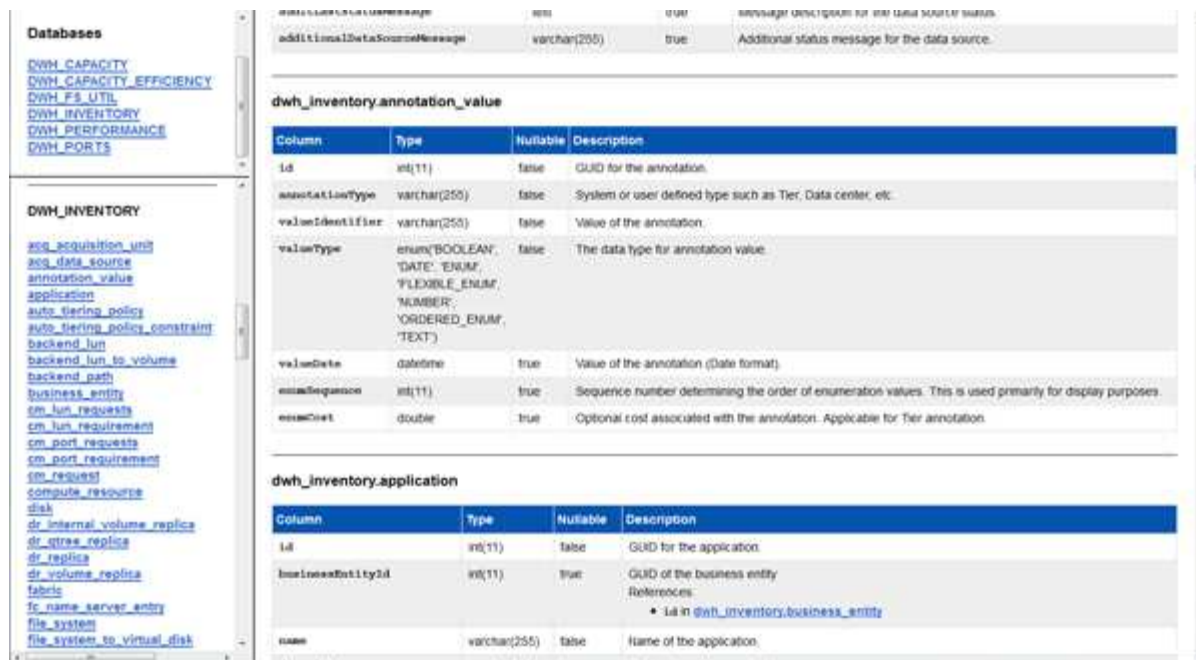 Databases
DWH_CAPACITY
DWH_CAPACITY_EFFICIENCY
DWH_FS_UTIL
DWH_INVENTORY
DWH_PERFORMANCE
DWH_PORTS
DWH_INVENTORY
acq_acquisition_unit
acq_data_source
annotation_value
application
auto_tiering_policy
auto_tiering_policy_constraint
backend_lun
backend_lun_to_volume
backend_path
business_entity
cm_lun_requests
cm_lun_requirement
cm_port_requests
cm_port_requirement
cm_request
compute_resource
disk
dr_internal_volume_replica
dr_qtree_replica
dr_replica
dr_volume_replica
fabric
fc_name_server_entry
file_system
file_system_to_virtual_disk
text true Message description for the data source status.
additionalDataSourceMessage varchar(255) true Additional status message for the data source.
dwh_inventory.annotation_value
Column Type Nullable Description
id int(11) false GUID for the annotation.
annotationType varchar(255) false System or user defined type such as Tier, Data center, etc.
valueIdentifier varchar(255) false Value of the annotation.
valueType enum('BOOLEAN', false The data type for annotation value.
'DATE', 'ENUM',
'FLEXIBLE_ENUM',
'NUMBER',
'ORDERED_ENUM',
'TEXT')
valueDate datetime true Value of the annotation (Date format).
enumSequence int(11) true Sequence number determining the order of enumeration values. This is used primarily for display purposes.
enumCost double true Optional cost associated with the annotation. Applicable for Tier annotation.
dwh_inventory.application
Column Type Nullable Description
id int(11) false GUID for the application.
businessEntityId int(11) true GUID of the business entity
References:
• id in dwh_inventory.business_entity
name varchar(255) false Name of the application.